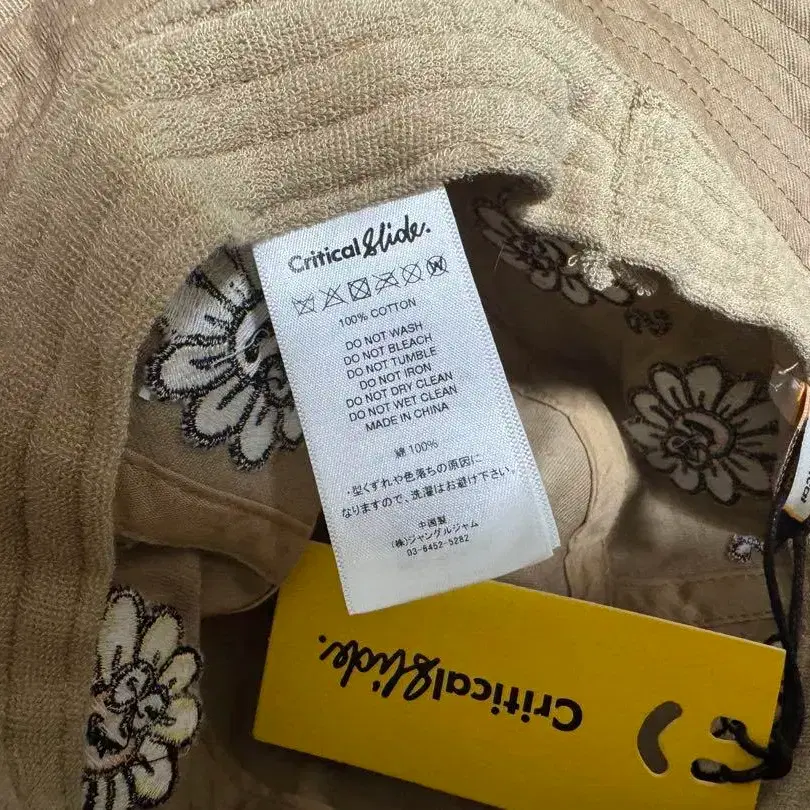 Critical Slide.
100% COTTON
DO NOT WASH
DO NOT BLEACH
DO NOT TUMBLE
DO NOT IRON
DO NOT DRY CLEAN
DO NOT WET CLEAN
MADE IN CHINA
綿 100%
・型くずれや色落ちの原因に
なりますので、洗濯はお避け下さい。
中国製
(株)ジャングルジャム
03-6452-5282
Critical Slide.